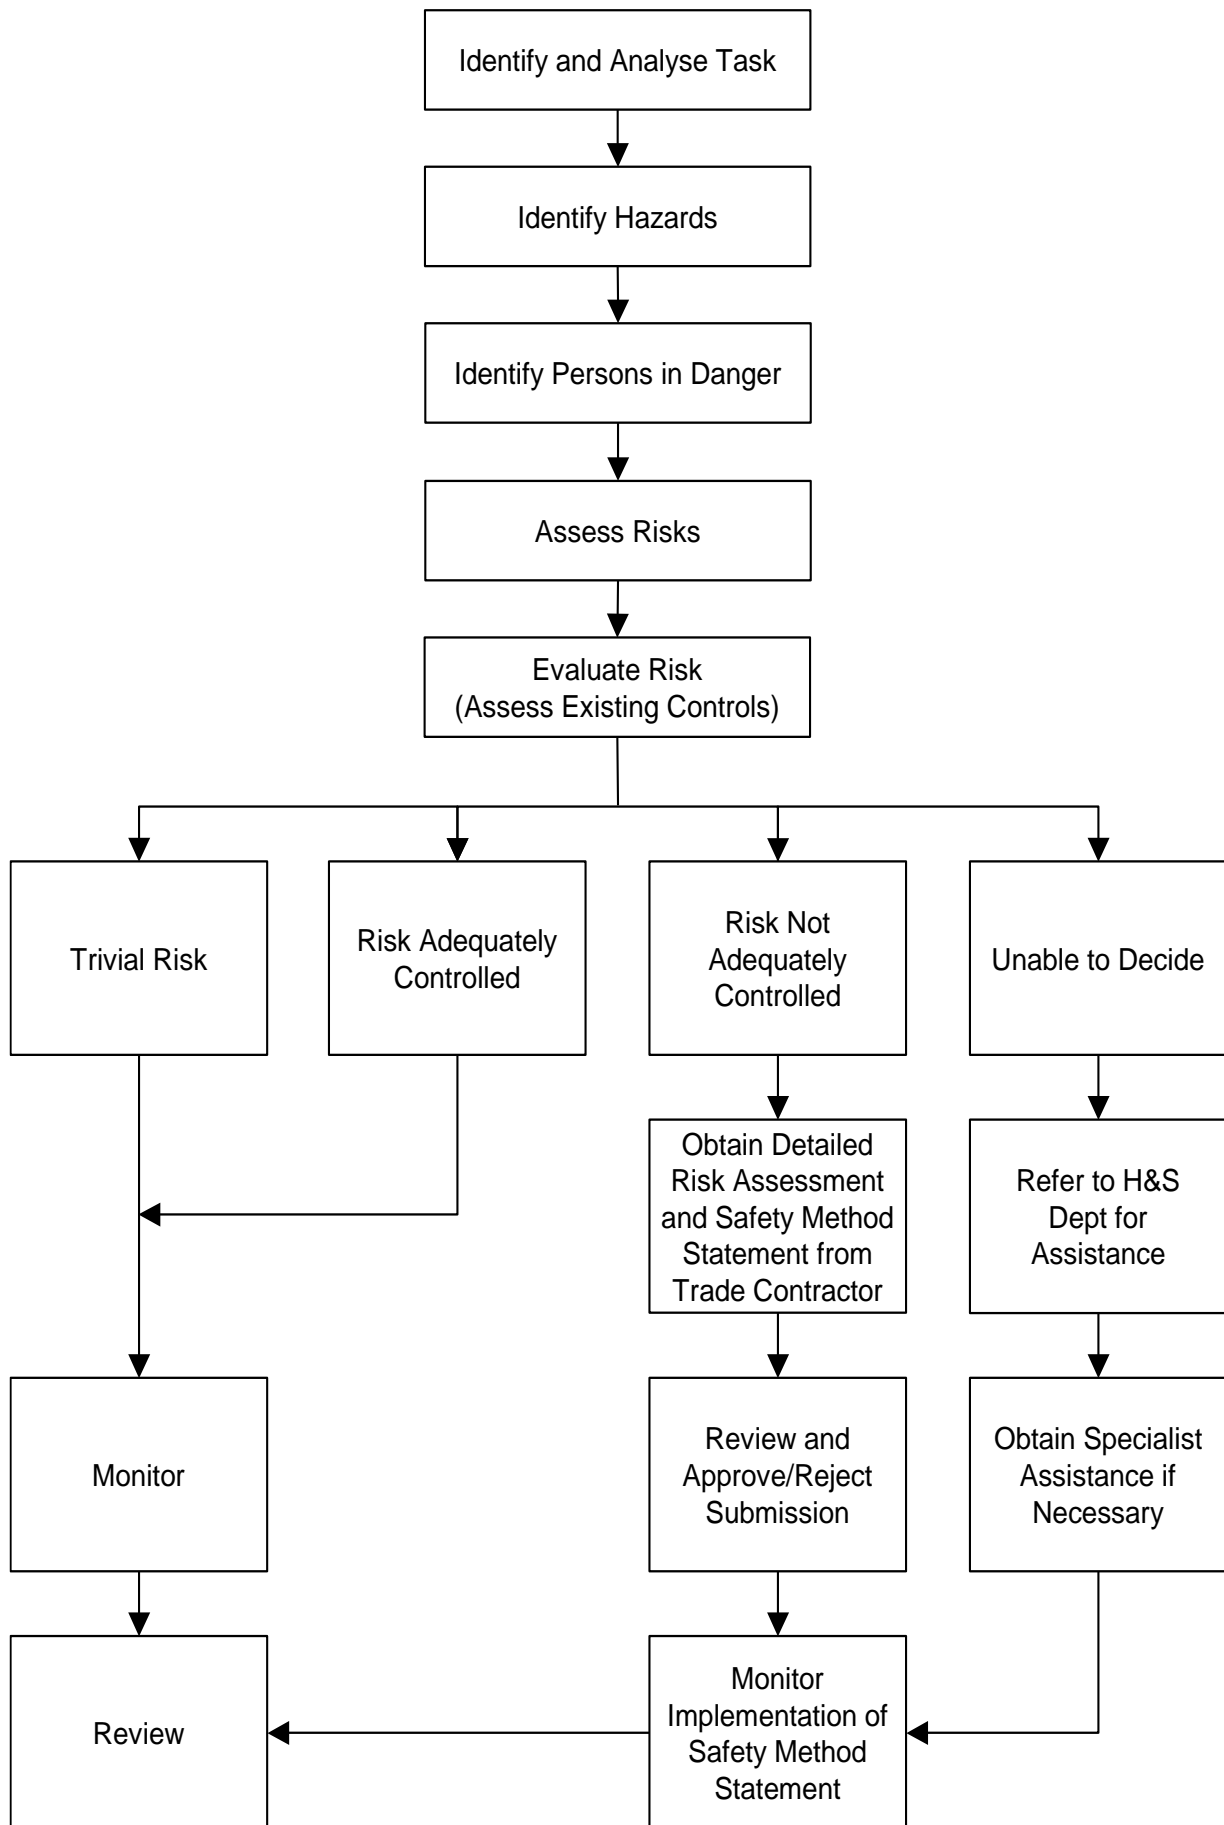 Identify and Analyse Task
Identify Hazards
Identify Persons in Danger
Assess Risks
Evaluate Risk
(Assess Existing Controls)
Trivial Risk
Risk Adequately
Controlled
Risk Not
Adequately
Controlled
Unable to Decide
Obtain Detailed
Risk Assessment
and Safety Method
Statement from
Trade Contractor
Refer to H&S
Dept for
Assistance
Monitor
Review and
Approve/Reject
Submission
Obtain Specialist
Assistance if
Necessary
Review
Monitor
Implementation of
Safety Method
Statement